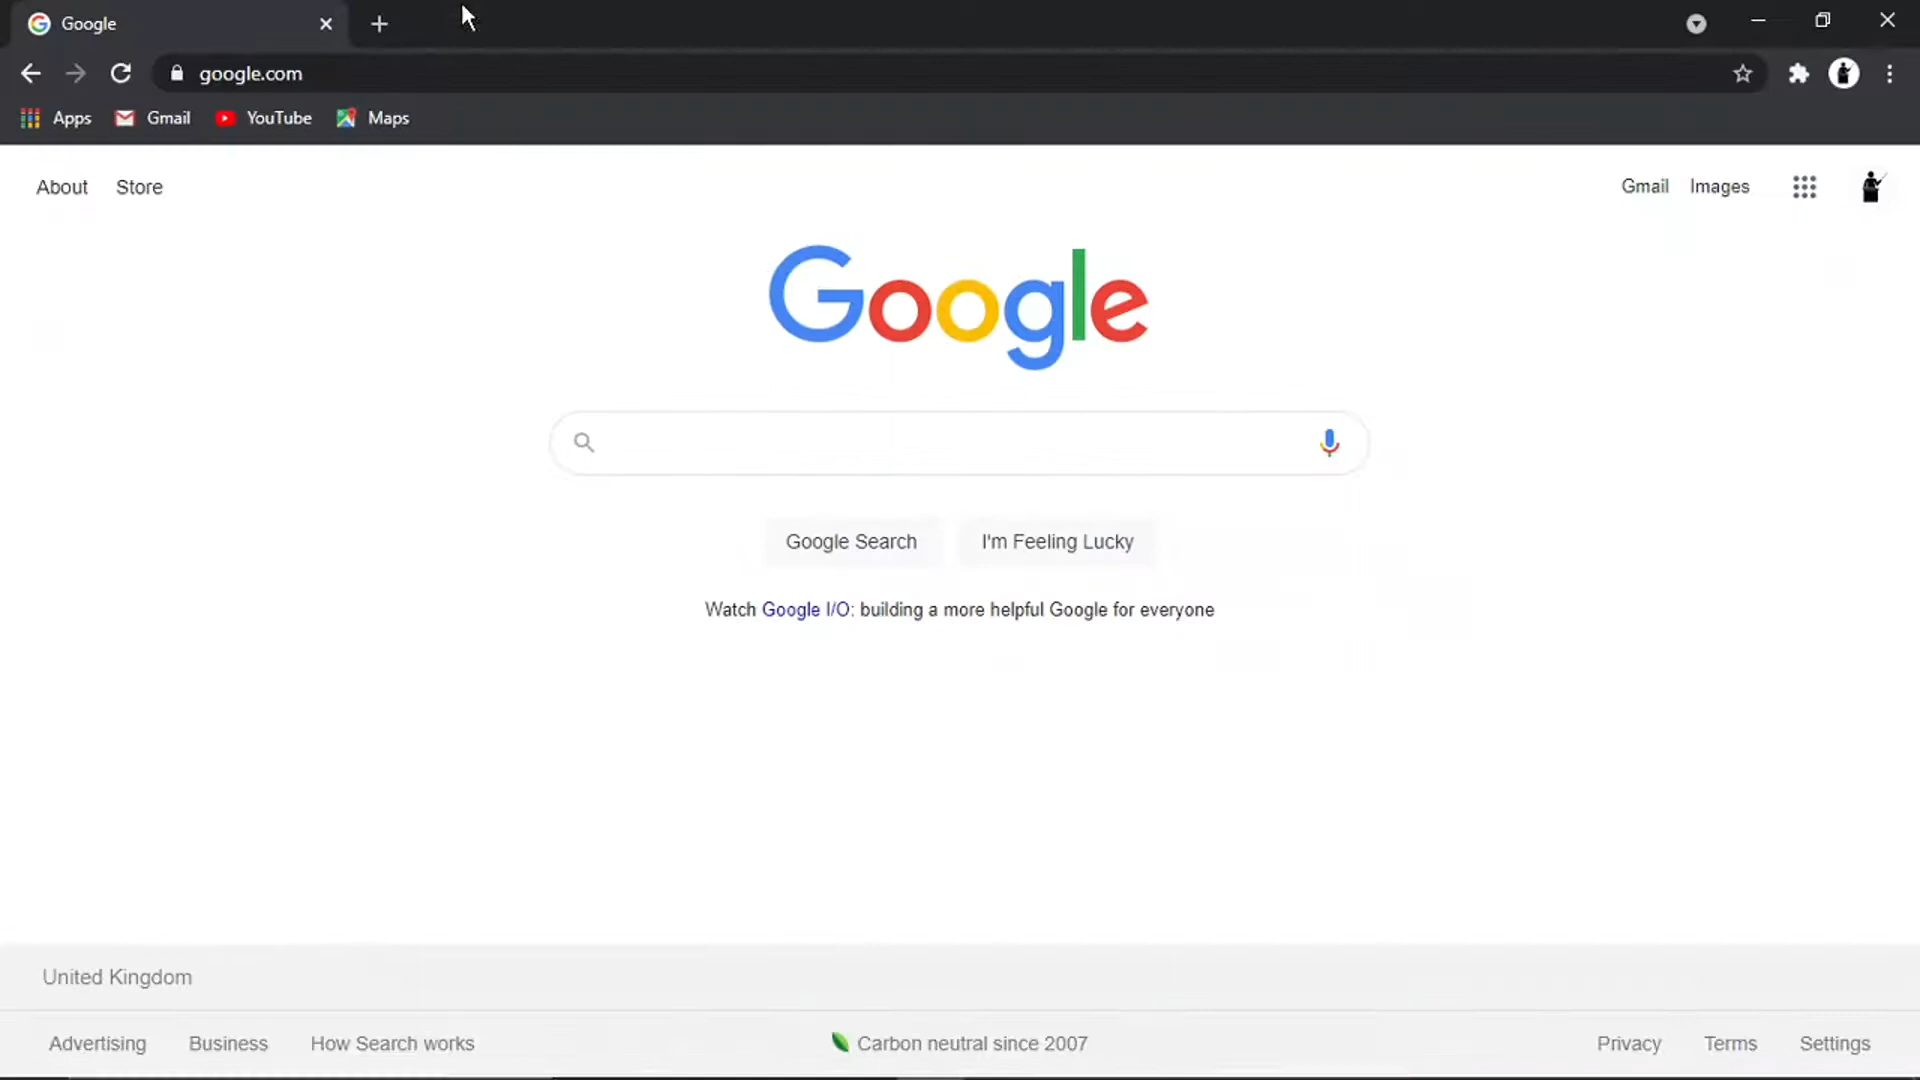 Google
google.com
Apps Gmail YouTube Maps
About Store Gmail Images
Google
Google Search I'm Feeling Lucky
Watch Google I/O: building a more helpful Google for everyone
United Kingdom
Advertising Business How Search works Carbon neutral since 2007 Privacy Terms Settings